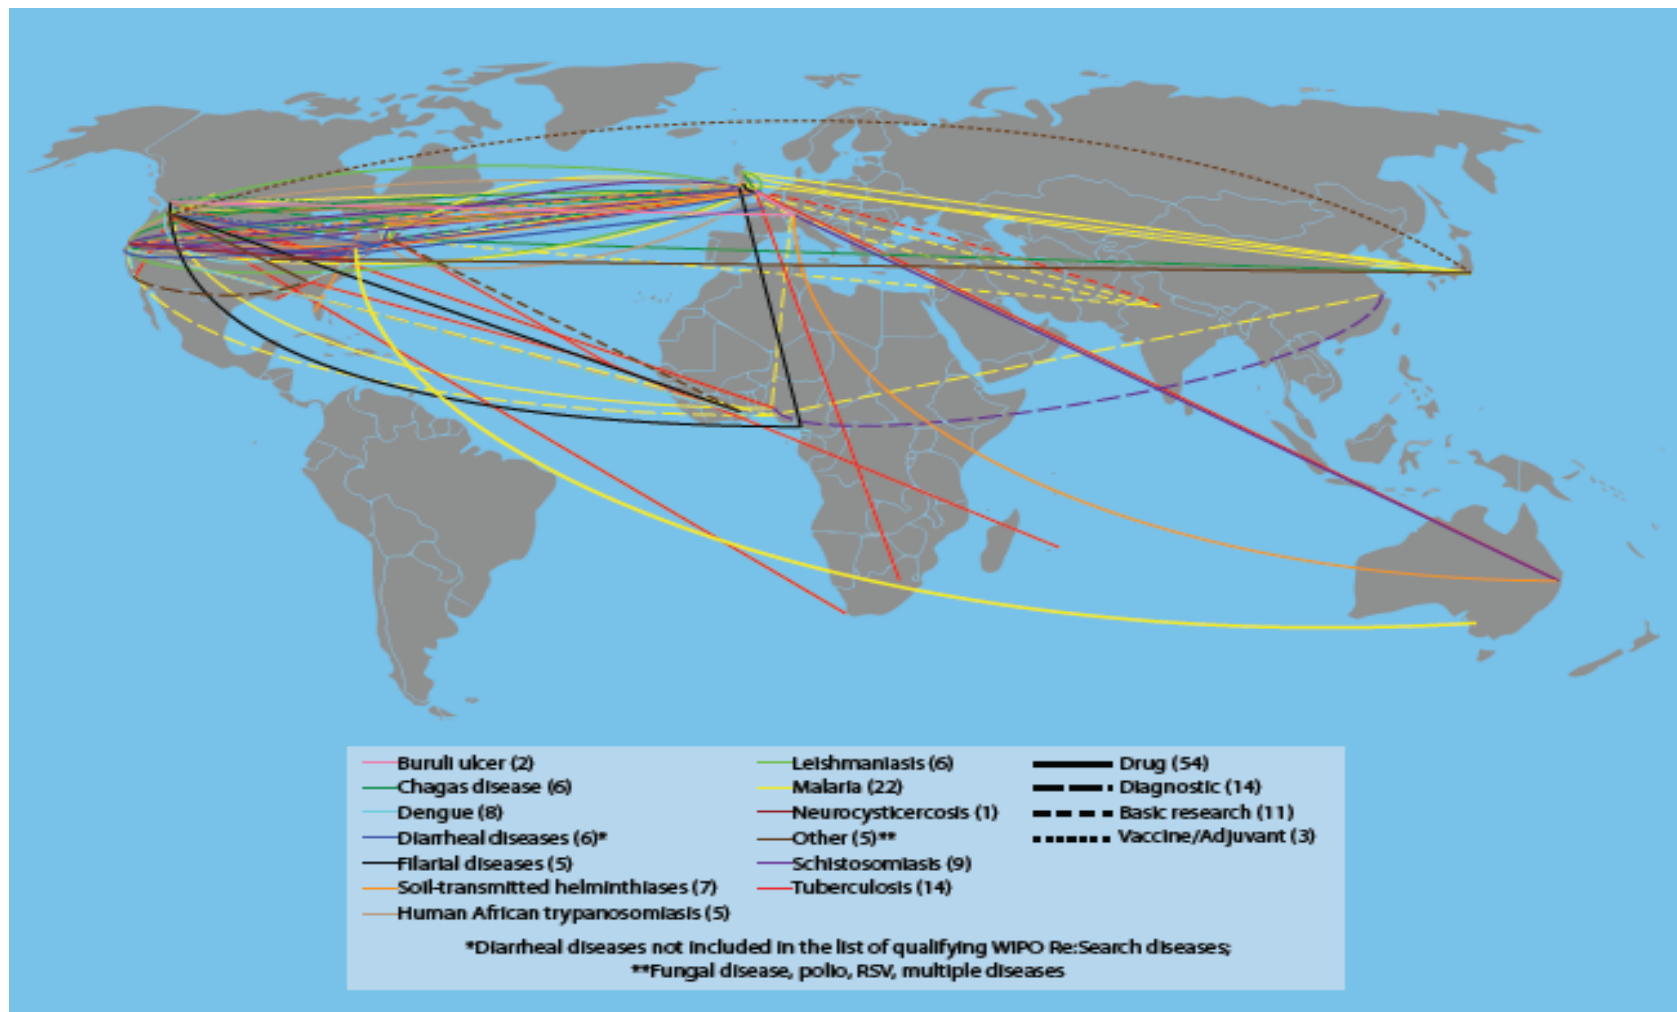 Buruli ulcer (2)
Chagas disease (6)
Dengue (8)
Diarrheal diseases (6)*
Filarial diseases (5)
Soil-transmitted helminthiases (7)
Human African trypanosomiasis (5)
Leishmaniasis (6)
Malaria (22)
Neurocysticercosis (1)
Other (5)**
Schistosomiasis (9)
Tuberculosis (14)
Drug (54)
Diagnostic (14)
Basic research (11)
Vaccine/Adjuvant (3)
*Diarrheal diseases not included in the list of qualifying WIPO Re:Search diseases;
**Fungal disease, polio, RSV, multiple diseases